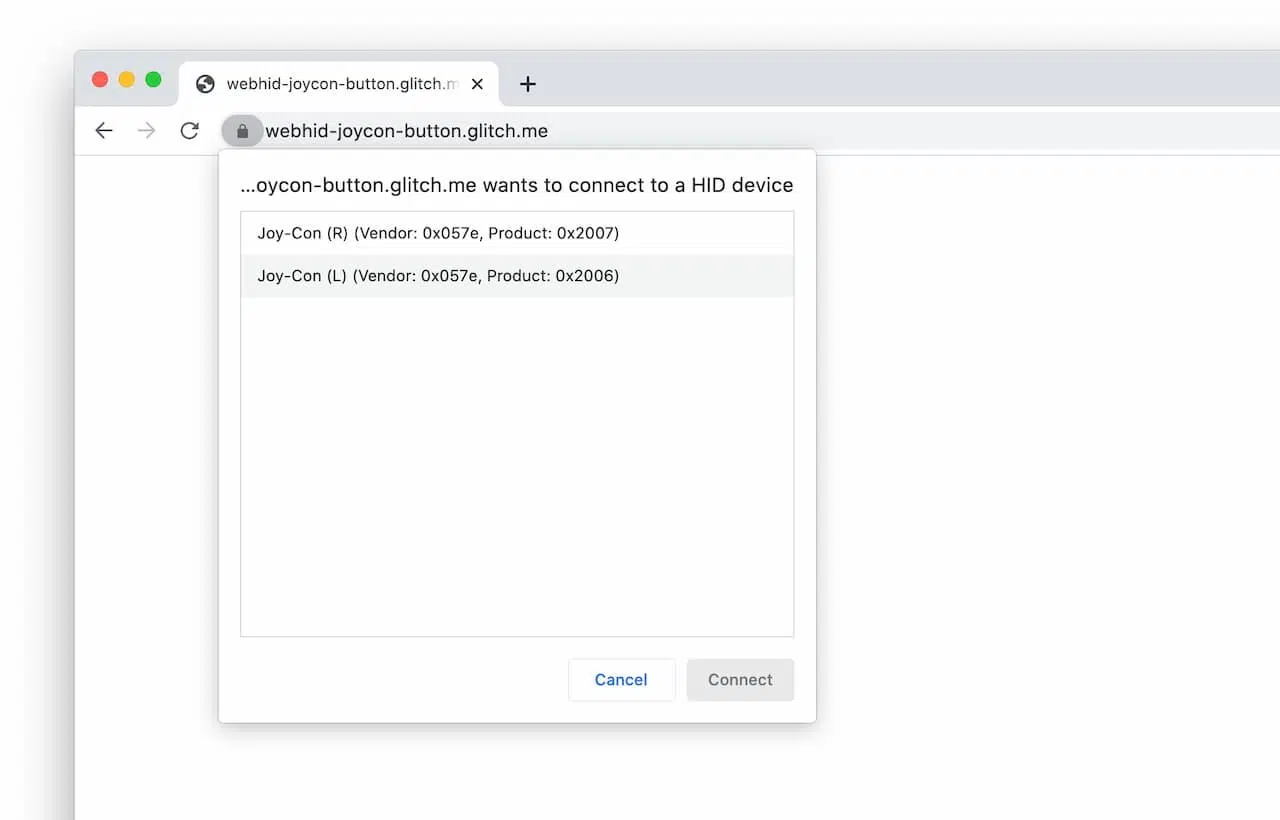 webhid-joycon-button.glitch.m
webhid-joycon-button.glitch.me
...oycon-button.glitch.me wants to connect to a HID device
Joy-Con (R) (Vendor: 0x057e, Product: 0x2007)
Joy-Con (L) (Vendor: 0x057e, Product: 0x2006)
Cancel
Connect